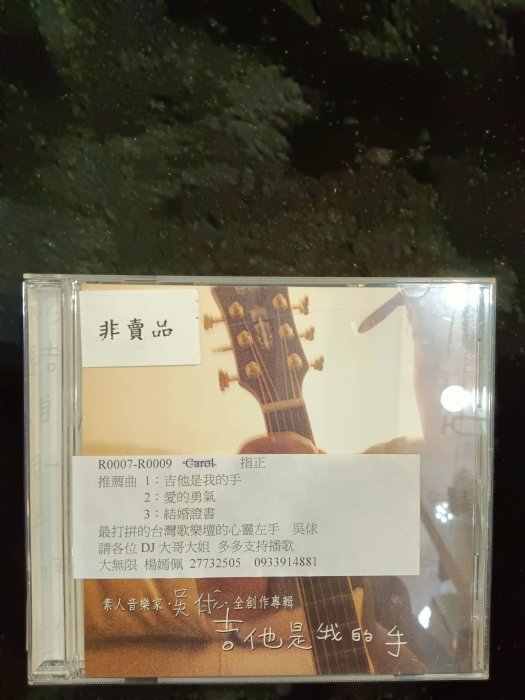 非賣品
R0007-R0009 Carol 指正
推薦曲 1：吉他是我的手
2：愛的勇氣
3：結婚證書
最打拚的台灣歌樂壇的心靈左手 吳俅
請各位 DJ 大哥大姐 多多支持播歌
大無限 楊嫣佩 27732505 0933914881
素人音樂家·吳俅·全創作專輯
吉他是我的手